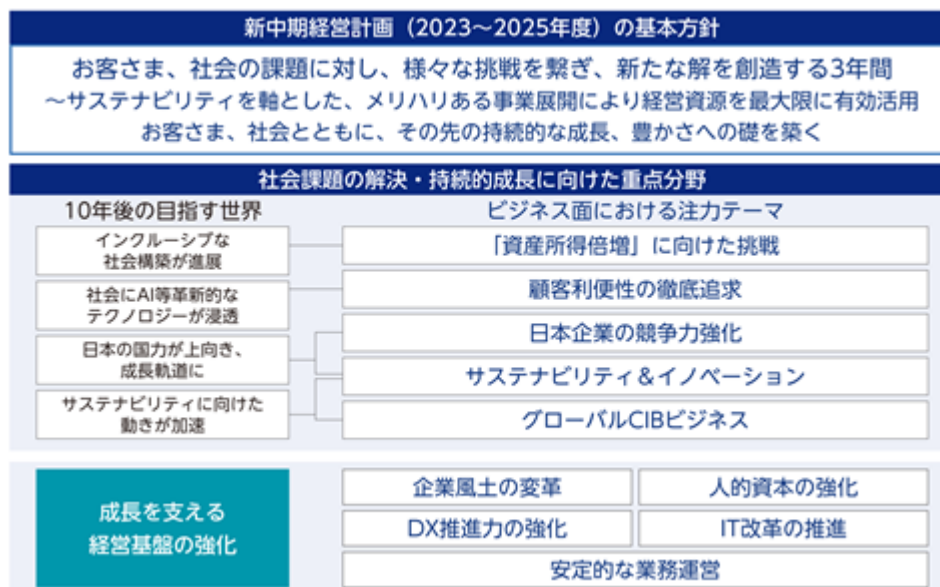 新中期経営計画（2023～2025年度）の基本方針
お客さま、社会の課題に対し、様々な挑戦を繋ぎ、新たな解を創造する3年間
～サステナビリティを軸とした、メリハリある事業展開により経営資源を最大限に有効活用
お客さま、社会とともに、その先の持続的な成長、豊かさへの礎を築く
社会課題の解決・持続的成長に向けた重点分野
10年後の目指す世界
インクルーシブな
社会構築が進展
社会にAI等革新的な
テクノロジーが浸透
日本の国力が上向き、
成長軌道に
サステナビリティに向けた
動きが加速
ビジネス面における注力テーマ
「資産所得倍増」に向けた挑戦
顧客利便性の徹底追求
日本企業の競争力強化
サステナビリティ＆イノベーション
グローバルCIBビジネス
成長を支える
経営基盤の強化
企業風土の変革
人的資本の強化
DX推進力の強化
IT改革の推進
安定的な業務運営